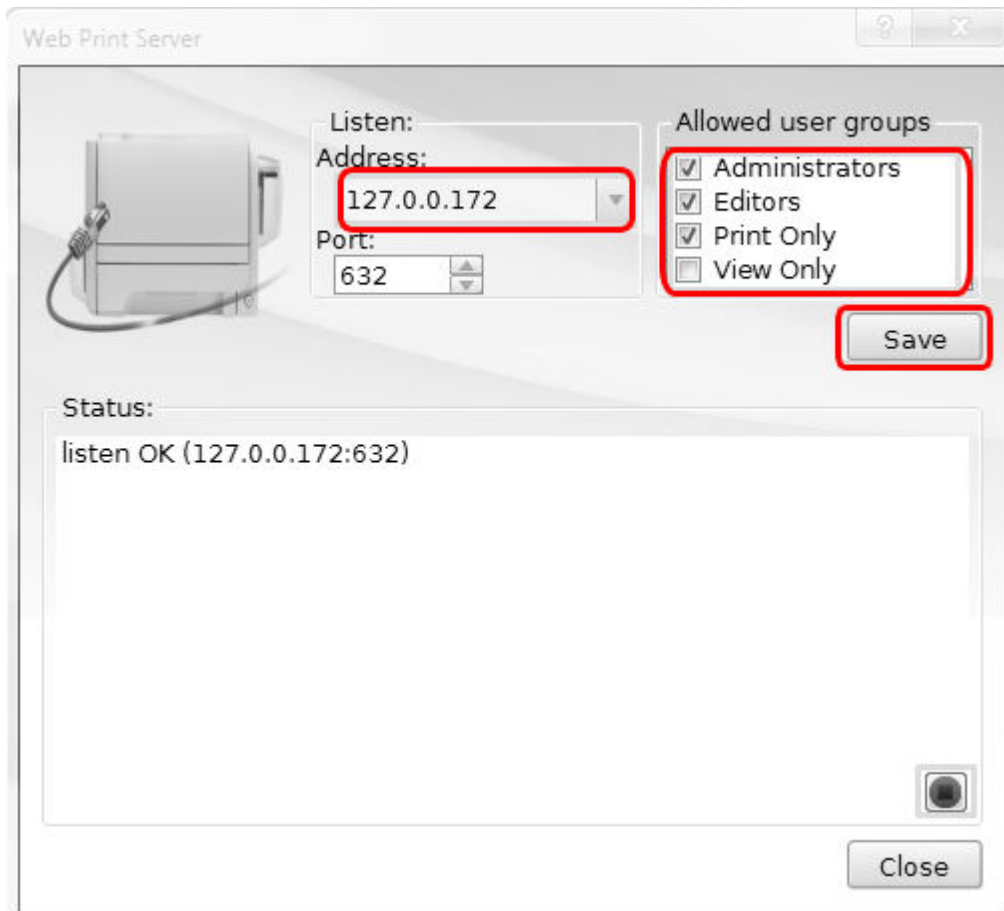 Web Print Server
Listen:
Address:
127.0.0.172
Port:
632
Allowed user groups
Administrators
Editors
Print Only
View Only
Save
Status:
listen OK (127.0.0.172:632)
Close